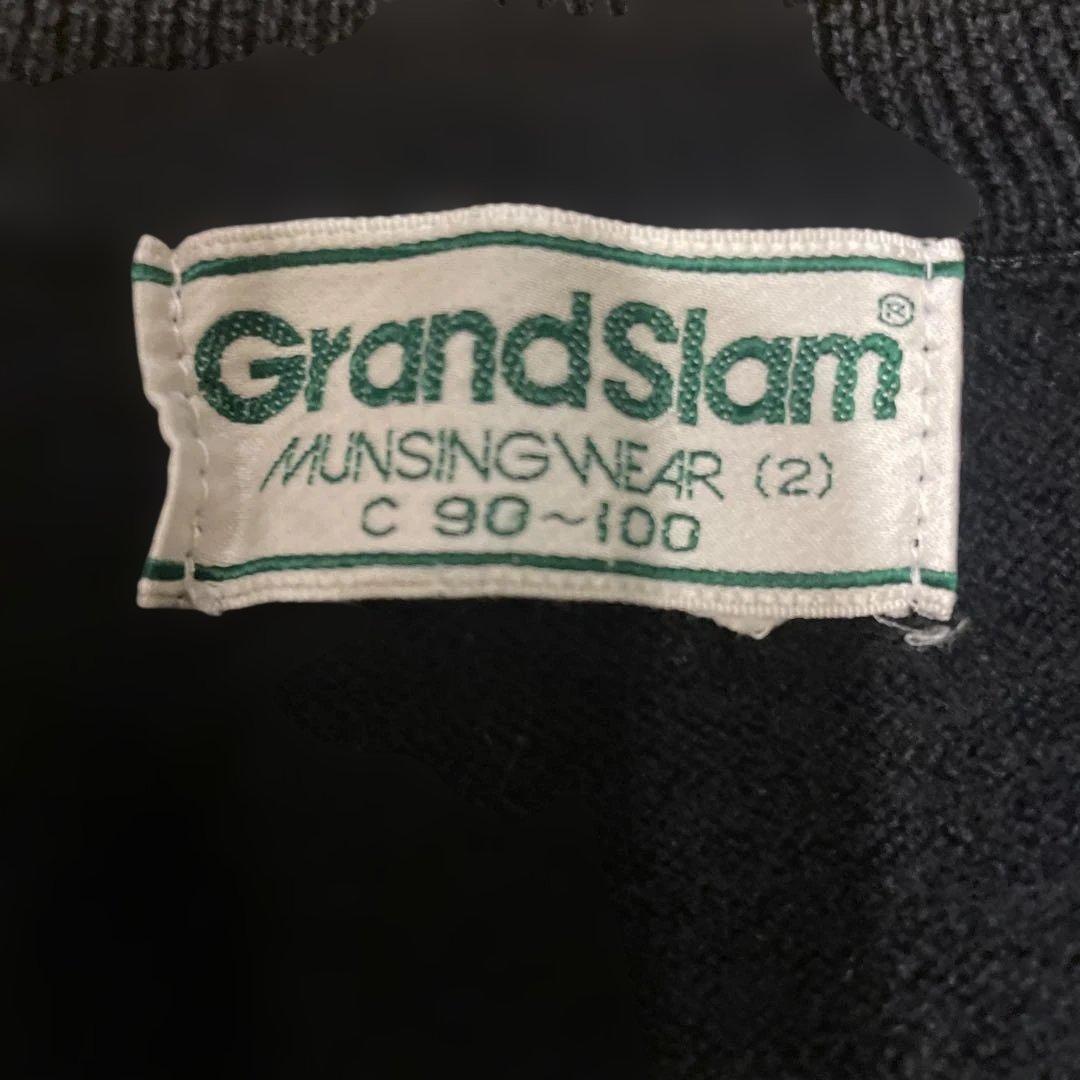 GrandSlam®
MUNSINGWEAR (2)
C 90~100